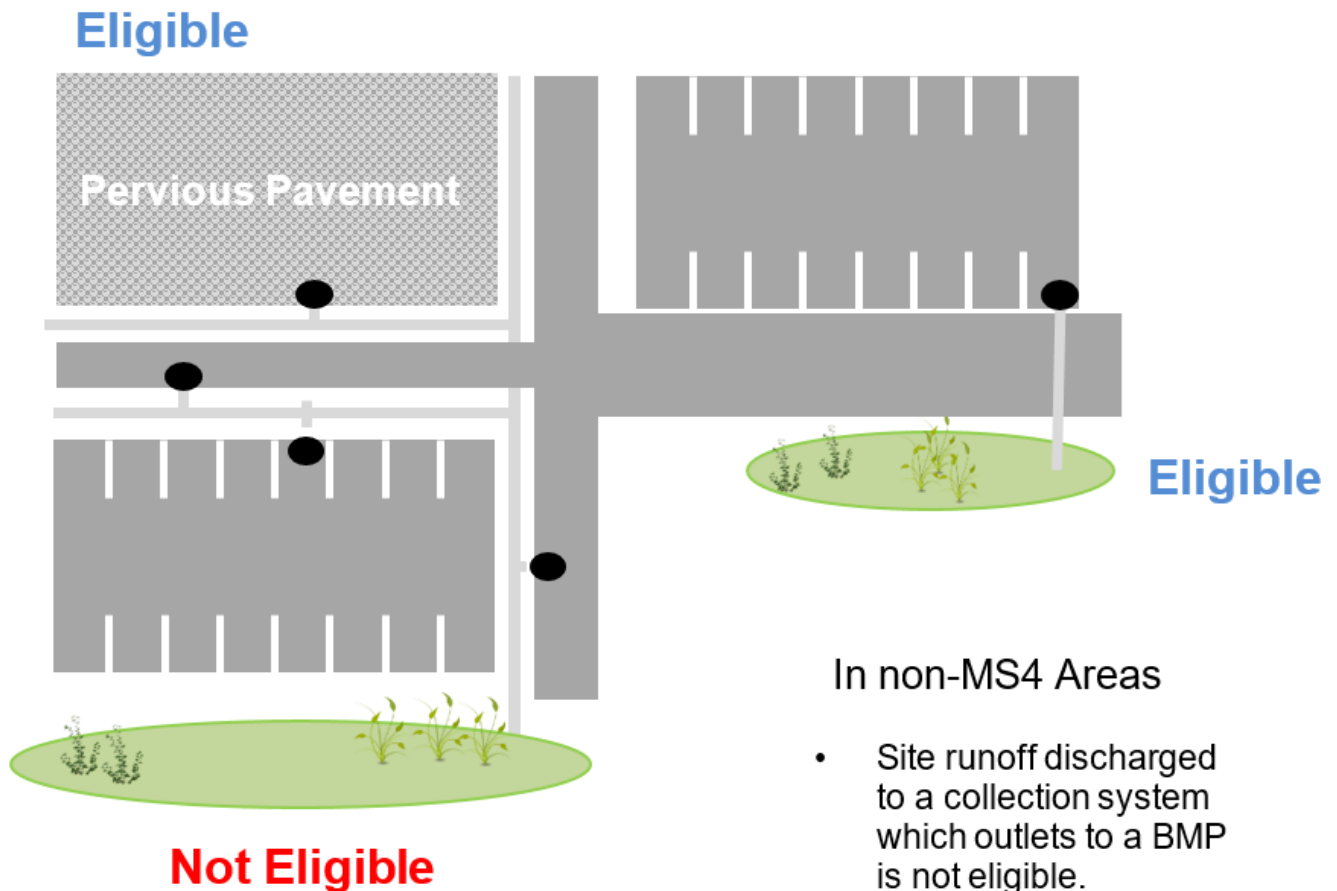 Eligible
Pervious Pavement
Eligible
In non-MS4 Areas
• Site runoff discharged
to a collection system
which outlets to a BMP
is not eligible.
Not Eligible